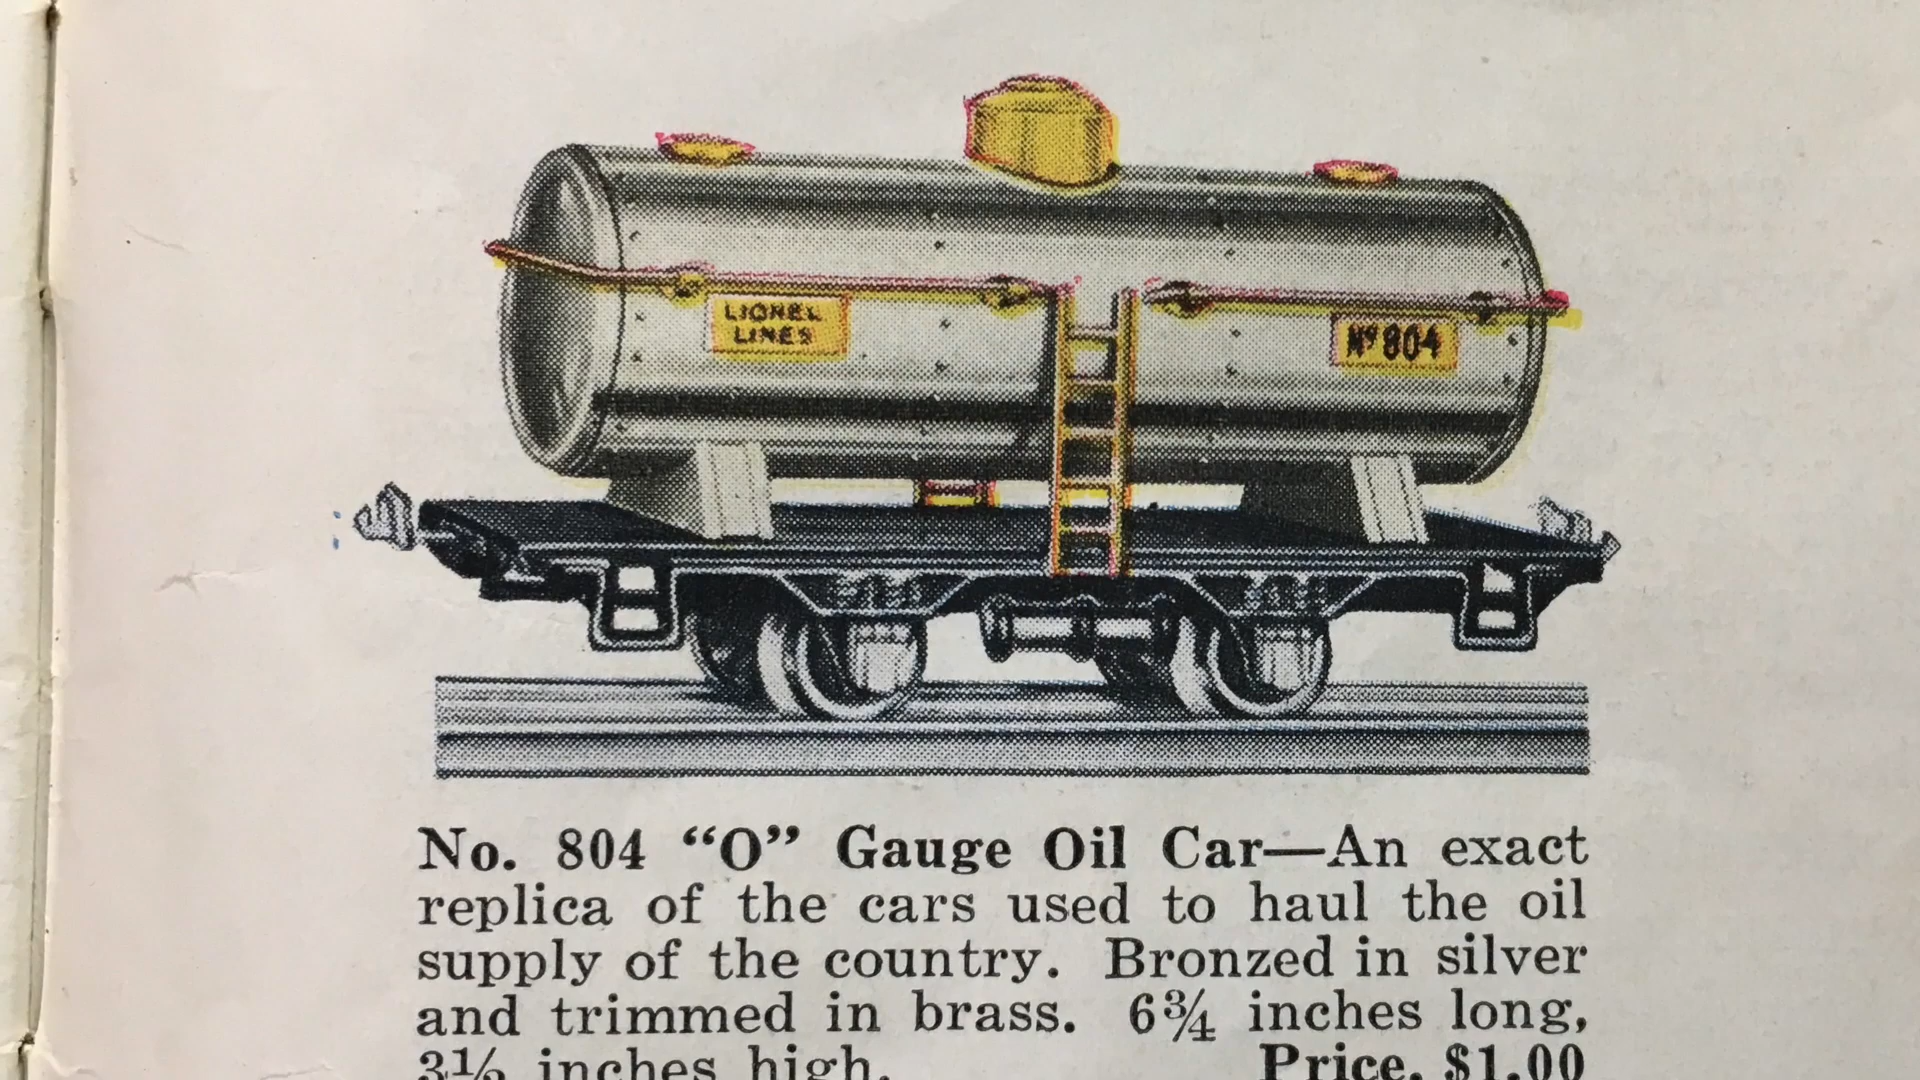 LIONEL
LINES
Nº 804
No. 804 “O” Gauge Oil Car—An exact
replica of the cars used to haul the oil
supply of the country. Bronzed in silver
and trimmed in brass. 6¾ inches long,
inches high. Price, $1.00